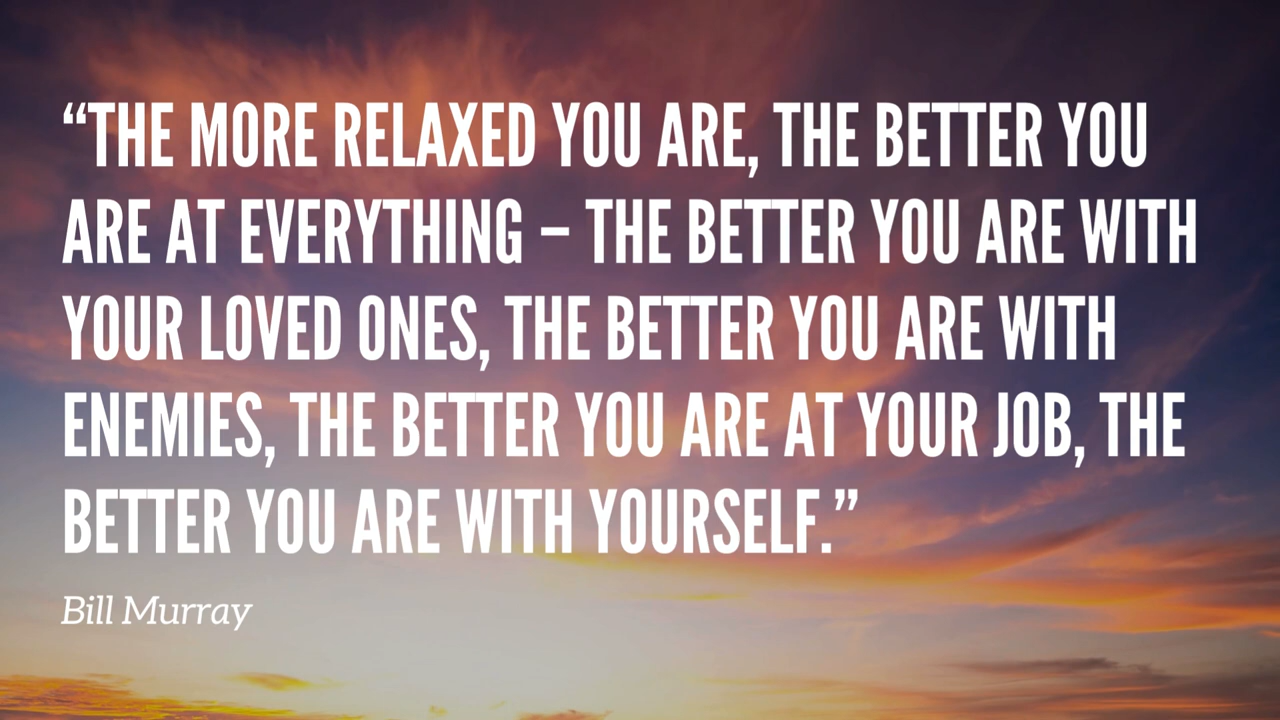 “THE MORE RELAXED YOU ARE, THE BETTER YOU
ARE AT EVERYTHING – THE BETTER YOU ARE WITH
YOUR LOVED ONES, THE BETTER YOU ARE WITH
ENEMIES, THE BETTER YOU ARE AT YOUR JOB, THE
BETTER YOU ARE WITH YOURSELF.”
Bill Murray